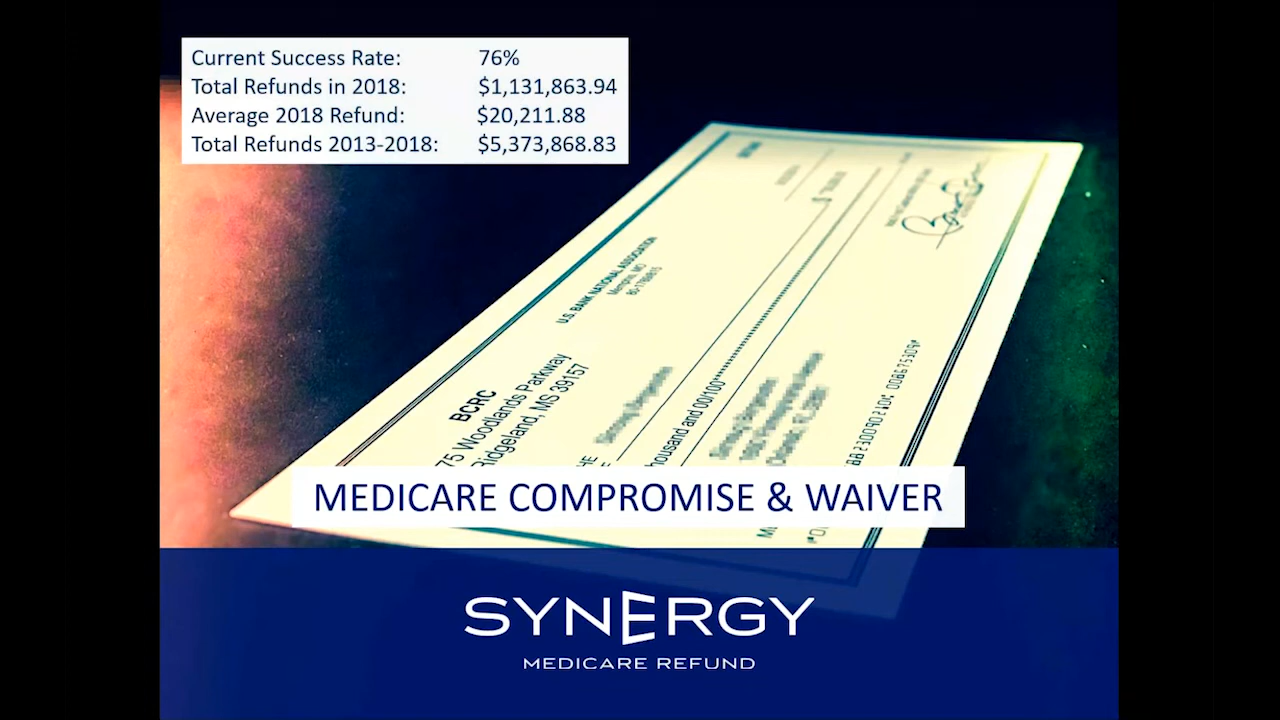 Current Success Rate: 76%
Total Refunds in 2018: $1,131,863.94
Average 2018 Refund: $20,211.88
Total Refunds 2013-2018: $5,373,868.83
U.S. BANK NATIONAL ASSOCIATION
Memphis, MO
BCRC
75 Woodlands Parkway
Ridgeland, MS 39157
housand and 00/100
MEDICARE COMPROMISE & WAIVER
SYNERGY
MEDICARE REFUND